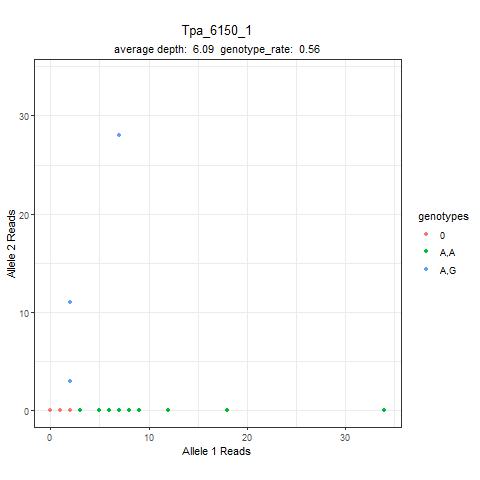 Tpa_6150_1
average depth:  6.09  genotype_rate:  0.56
30
20
10
0
Allele 2 Reads
0 10 20 30
Allele 1 Reads
genotypes
0
A,A
A,G